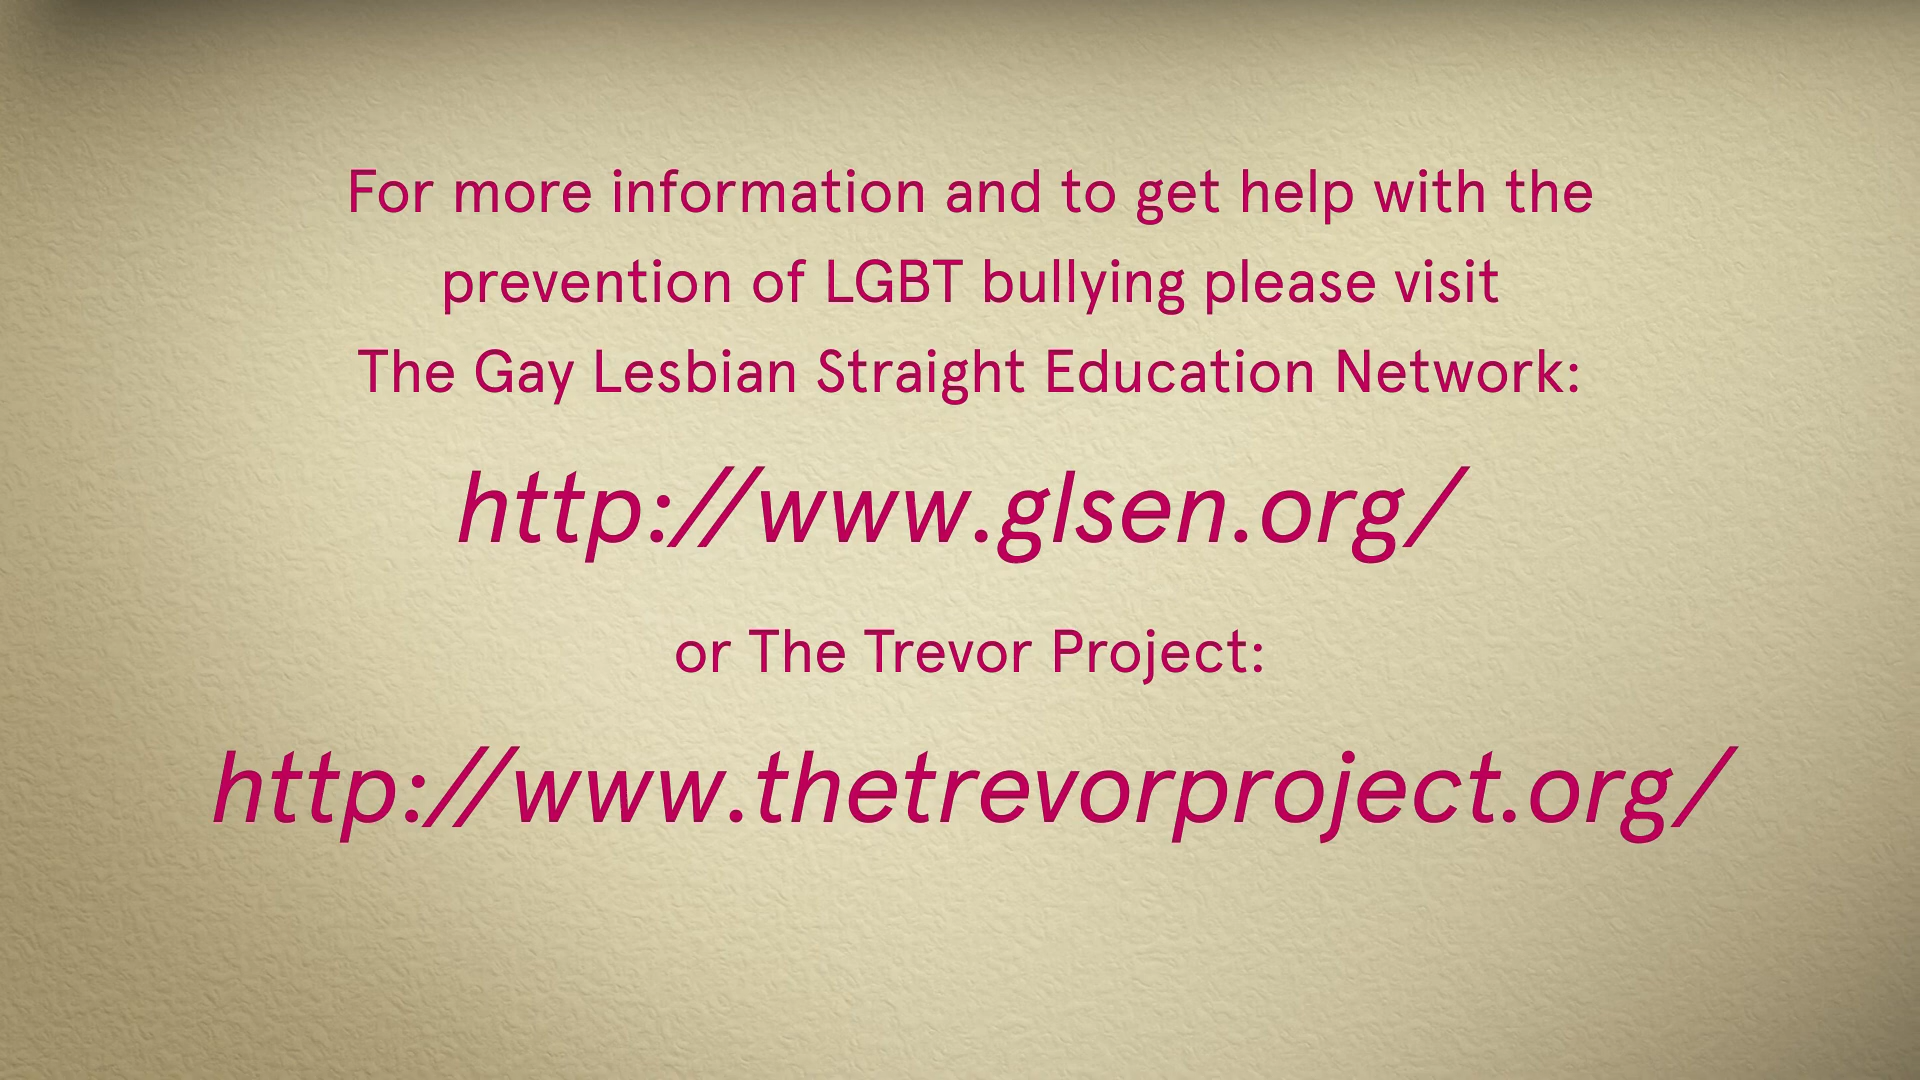 For more information and to get help with the
prevention of LGBT bullying please visit
The Gay Lesbian Straight Education Network:
http://www.glsen.org/
or The Trevor Project:
http://www.thetrevorproject.org/